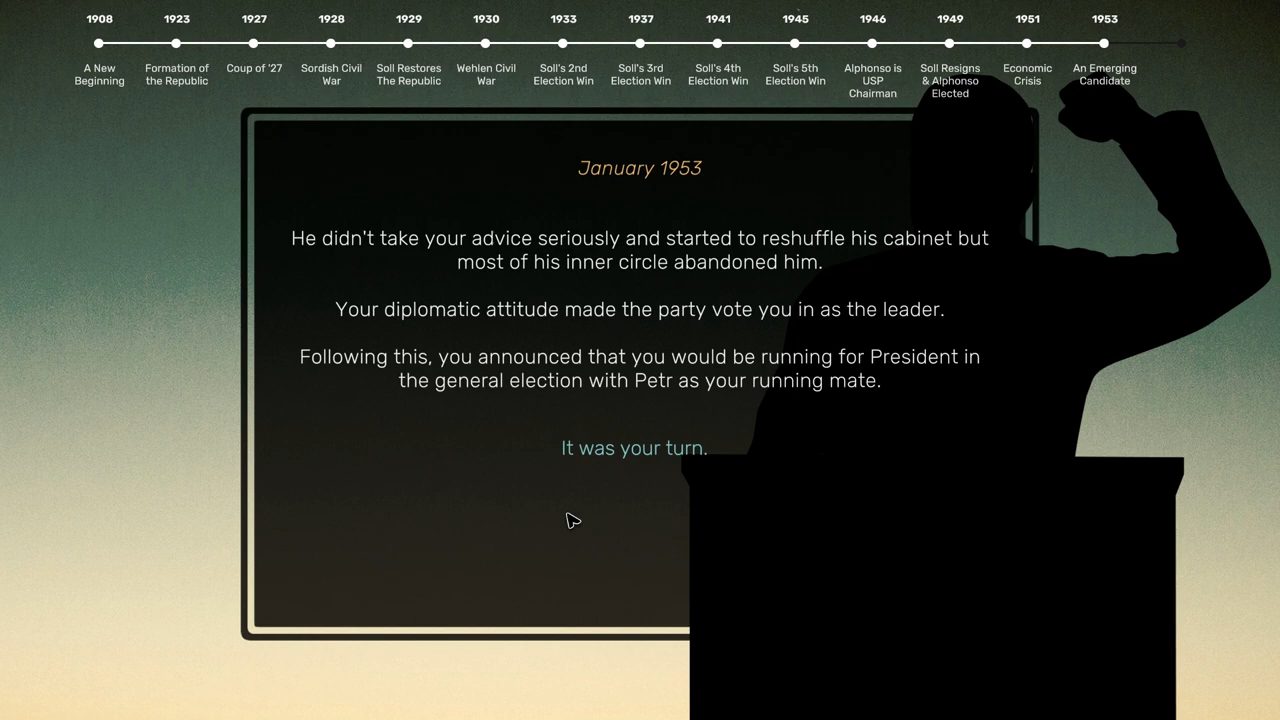 1908 1923 1927 1928 1929 1930 1933 1937 1941 1945 1946 1949 1951 1953
A New Beginning
Formation of the Republic
Coup of '27
Sordish Civil War
Soll Restores The Republic
Wehlen Civil War
Soll's 2nd Election Win
Soll's 3rd Election Win
Soll's 4th Election Win
Soll's 5th Election Win
Alphonso is USP Chairman
Soll Resigns & Alphonso Elected
Economic Crisis
An Emerging Candidate
January 1953
He didn't take your advice seriously and started to reshuffle his cabinet but
most of his inner circle abandoned him.
Your diplomatic attitude made the party vote you in as the leader.
Following this, you announced that you would be running for President in
the general election with Petr as your running mate.
It was your turn.